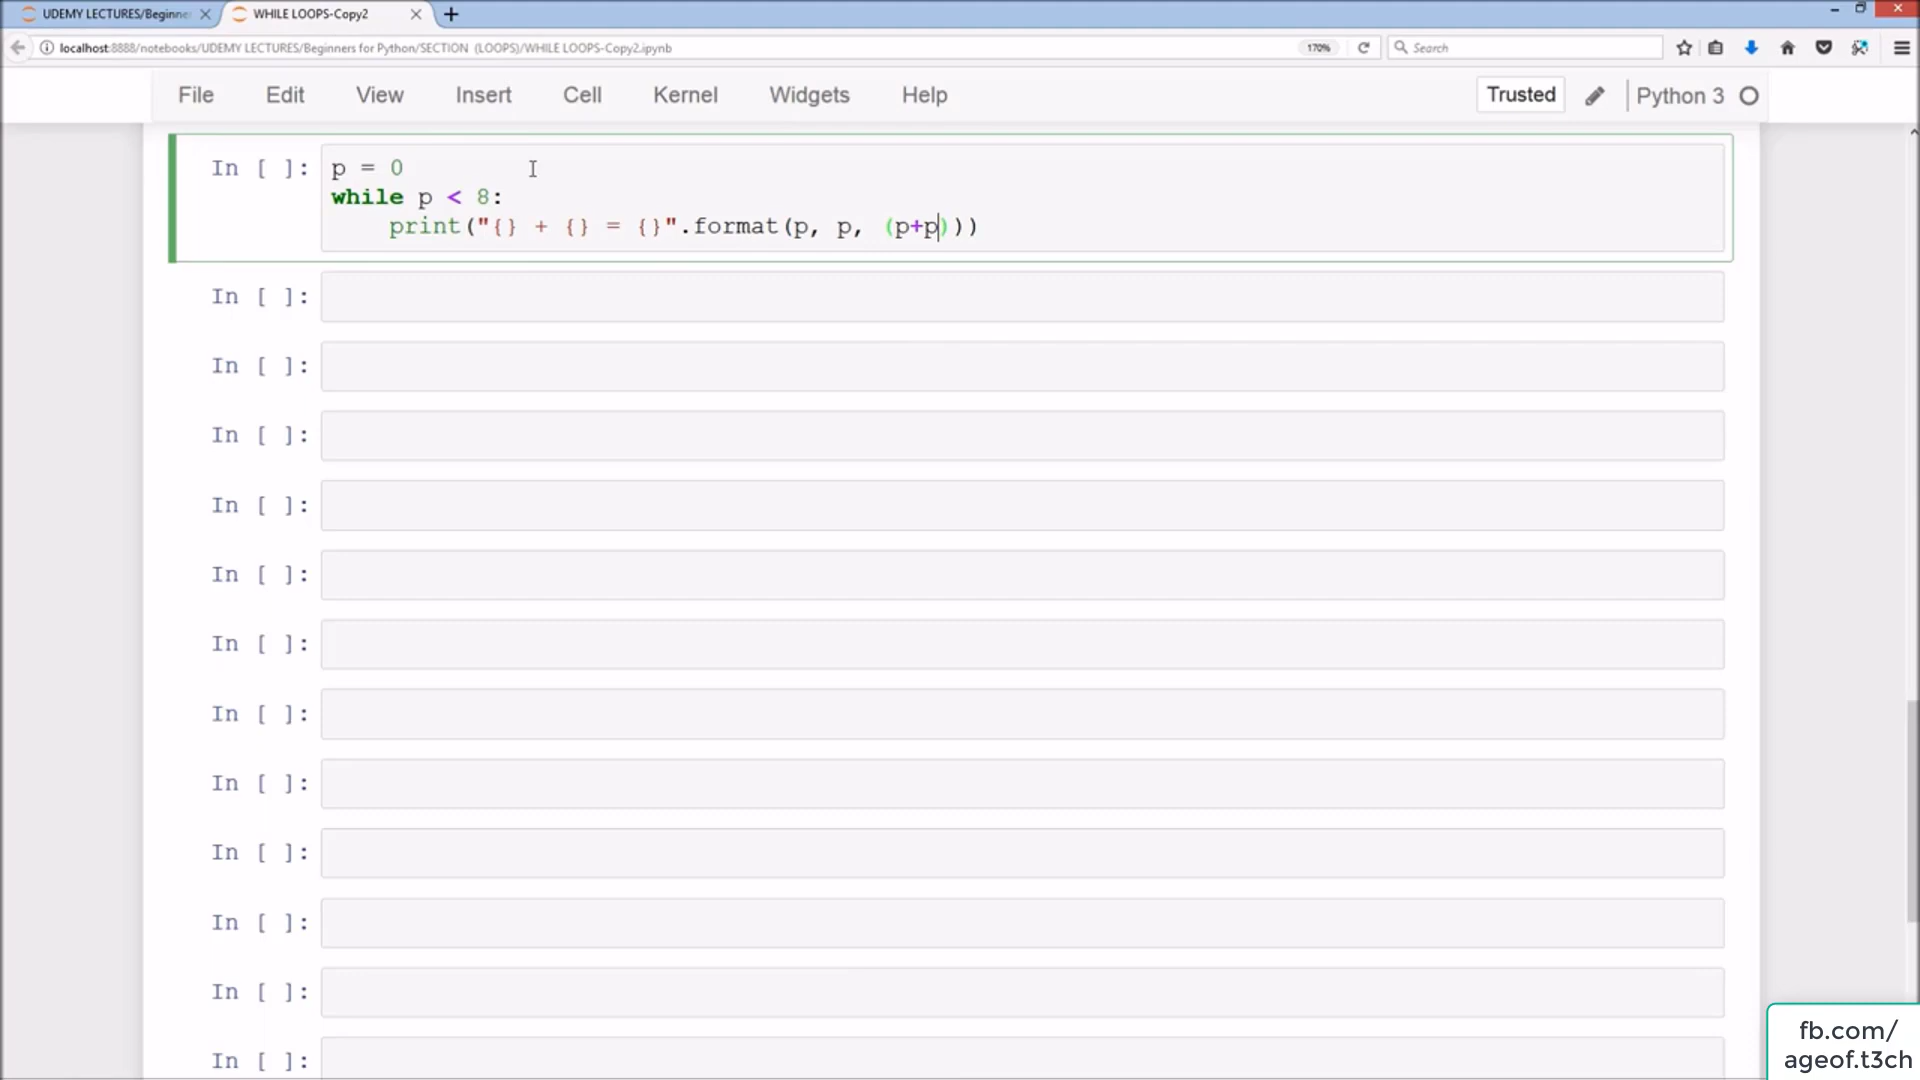 UDEMY LECTURES/Beginne
WHILE LOOPS-Copy2
localhost:8888/notebooks/UDEMY LECTURES/Beginners for Python/SECTION (LOOPS)/WHILE LOOPS-Copy2.ipynb
170%
Search
File Edit View Insert Cell Kernel Widgets Help
Trusted
Python 3
In [ ]: p = 0
while p < 8:
    print("{} + {} = {}".format(p, p, (p+p)))
In [ ]:
In [ ]:
In [ ]:
In [ ]:
In [ ]:
In [ ]:
In [ ]:
In [ ]:
In [ ]:
In [ ]:
In [ ]:
In [ ]:
fb.com/
ageof.t3ch